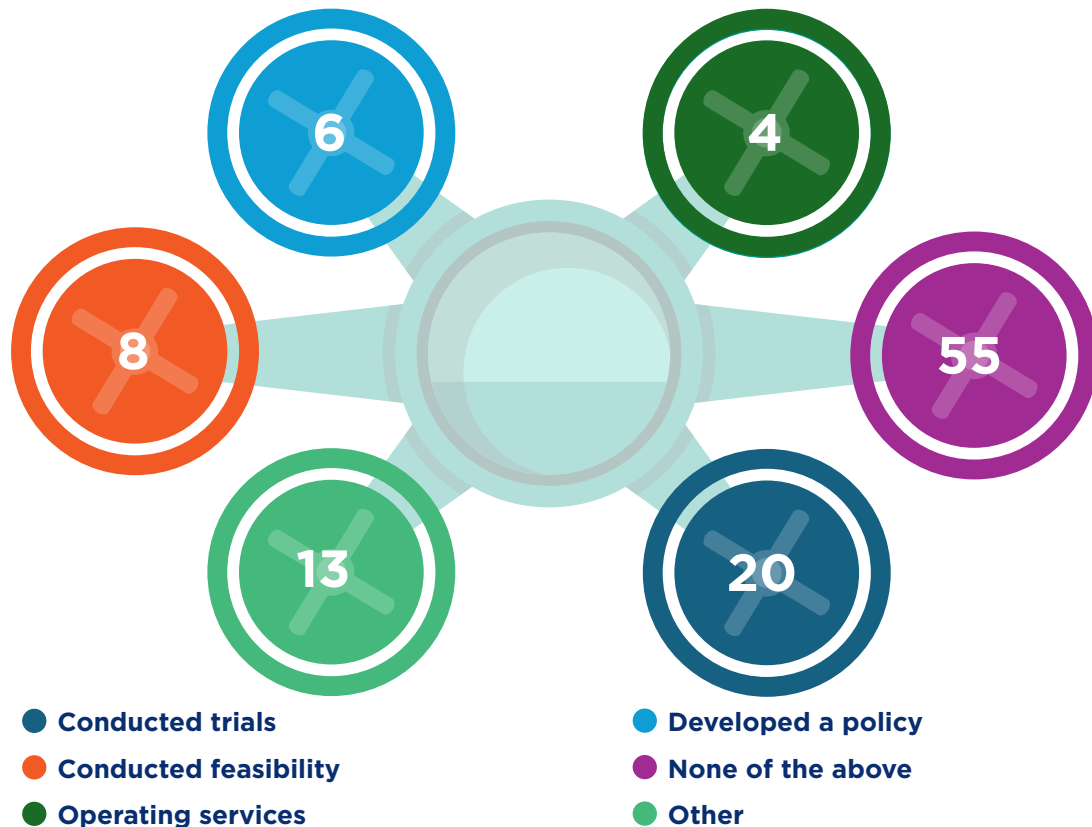 6
4
8
55
13
20
Conducted trials
Conducted feasibility
Operating services
Developed a policy
None of the above
Other